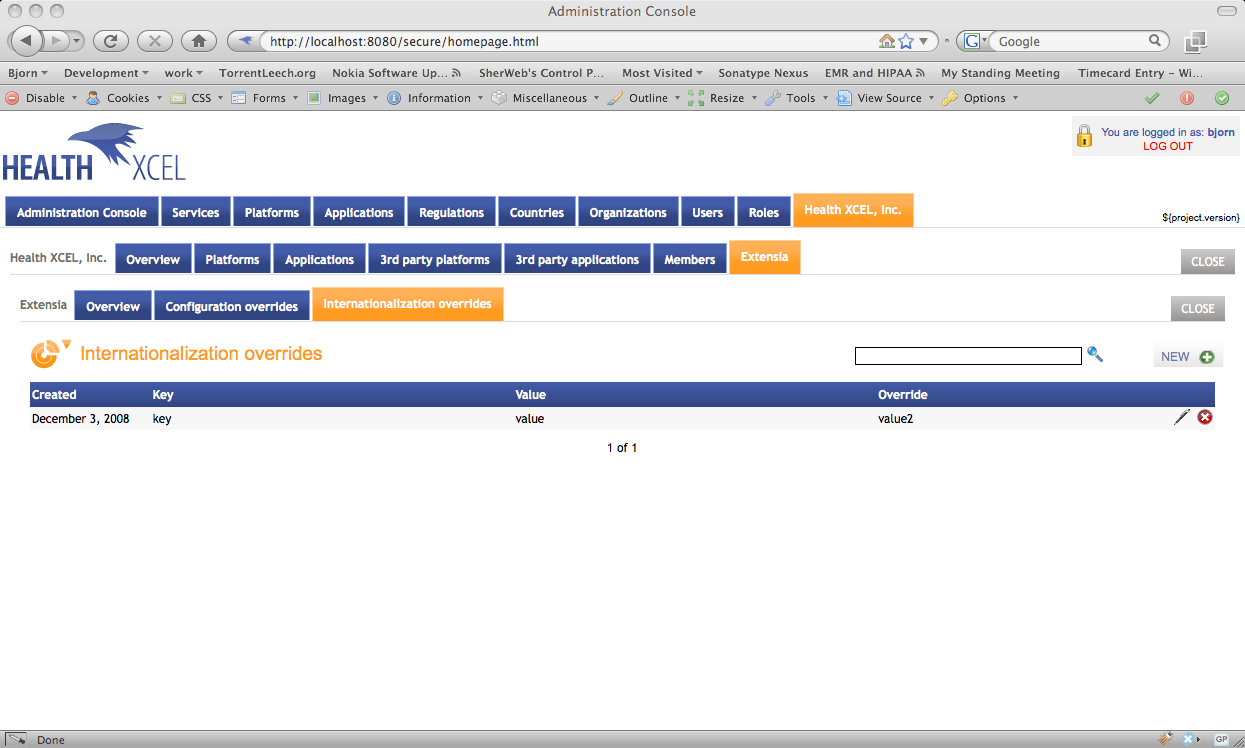 Administration Console
http://localhost:8080/secure/homepage.html
Google
Bjorn Development work TorrentLeech.org Nokia Software Up... SherWeb's Control P... Most Visited Sonatype Nexus EMR and HIPAA My Standing Meeting Timecard Entry – Wi...
Disable Cookies CSS Forms Images Information Miscellaneous Outline Resize Tools View Source Options
HEALTH XCEL
You are logged in as: bjorn
LOG OUT
Administration Console Services Platforms Applications Regulations Countries Organizations Users Roles Health XCEL, Inc.
${project.version}
Health XCEL, Inc. Overview Platforms Applications 3rd party platforms 3rd party applications Members Extensia CLOSE
Extensia Overview Configuration overrides Internationalization overrides CLOSE
Internationalization overrides NEW
Created Key Value Override
December 3, 2008 key value value2
1 of 1
Done GP